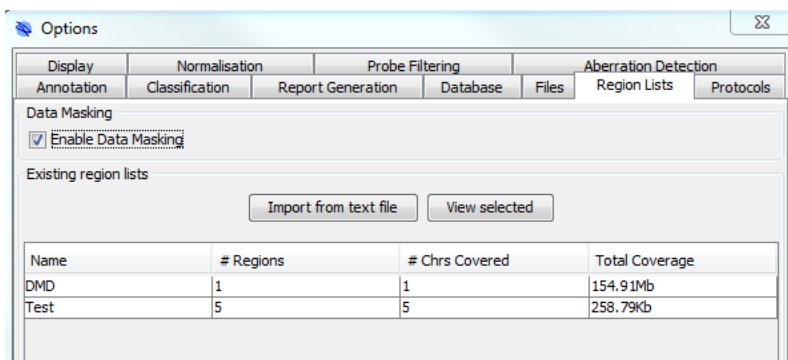 Options
Display Normalisation Probe Filtering Aberration Detection
Annotation Classification Report Generation Database Files Region Lists Protocols
Data Masking
Enable Data Masking
Existing region lists
Import from text file View selected
Name # Regions # Chrs Covered Total Coverage
DMD 1 1 154.91Mb
Test 5 5 258.79Kb